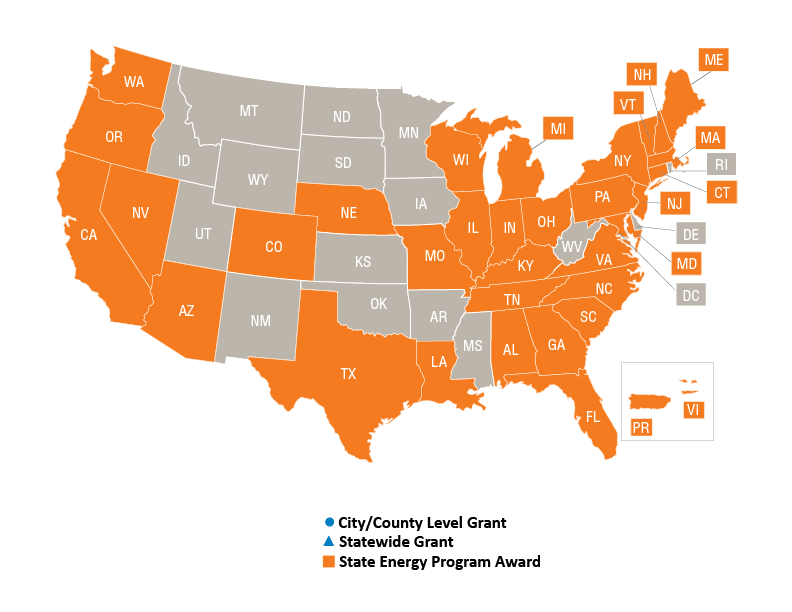 ME
NH
WA
VT
MT
ND
MN
OR
MI
MA
WI
ID
SD
NY
RI
WY
CT
PA
IA
NJ
NE
OH
NV
IL
IN
CA
UT
CO
DE
WV
MO
KS
KY
VA
MD
NC
DC
TN
OK
AZ
AR
SC
NM
MS
AL
GA
LA
TX
VI
FL
PR
City/County Level Grant
Statewide Grant
State Energy Program Award